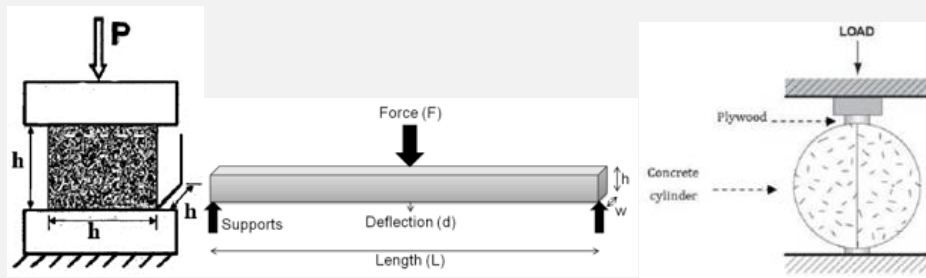 P
h
h
h
Force (F)
h
w
Supports
Deflection (d)
Length (L)
LOAD
Plywood
Concrete
cylinder